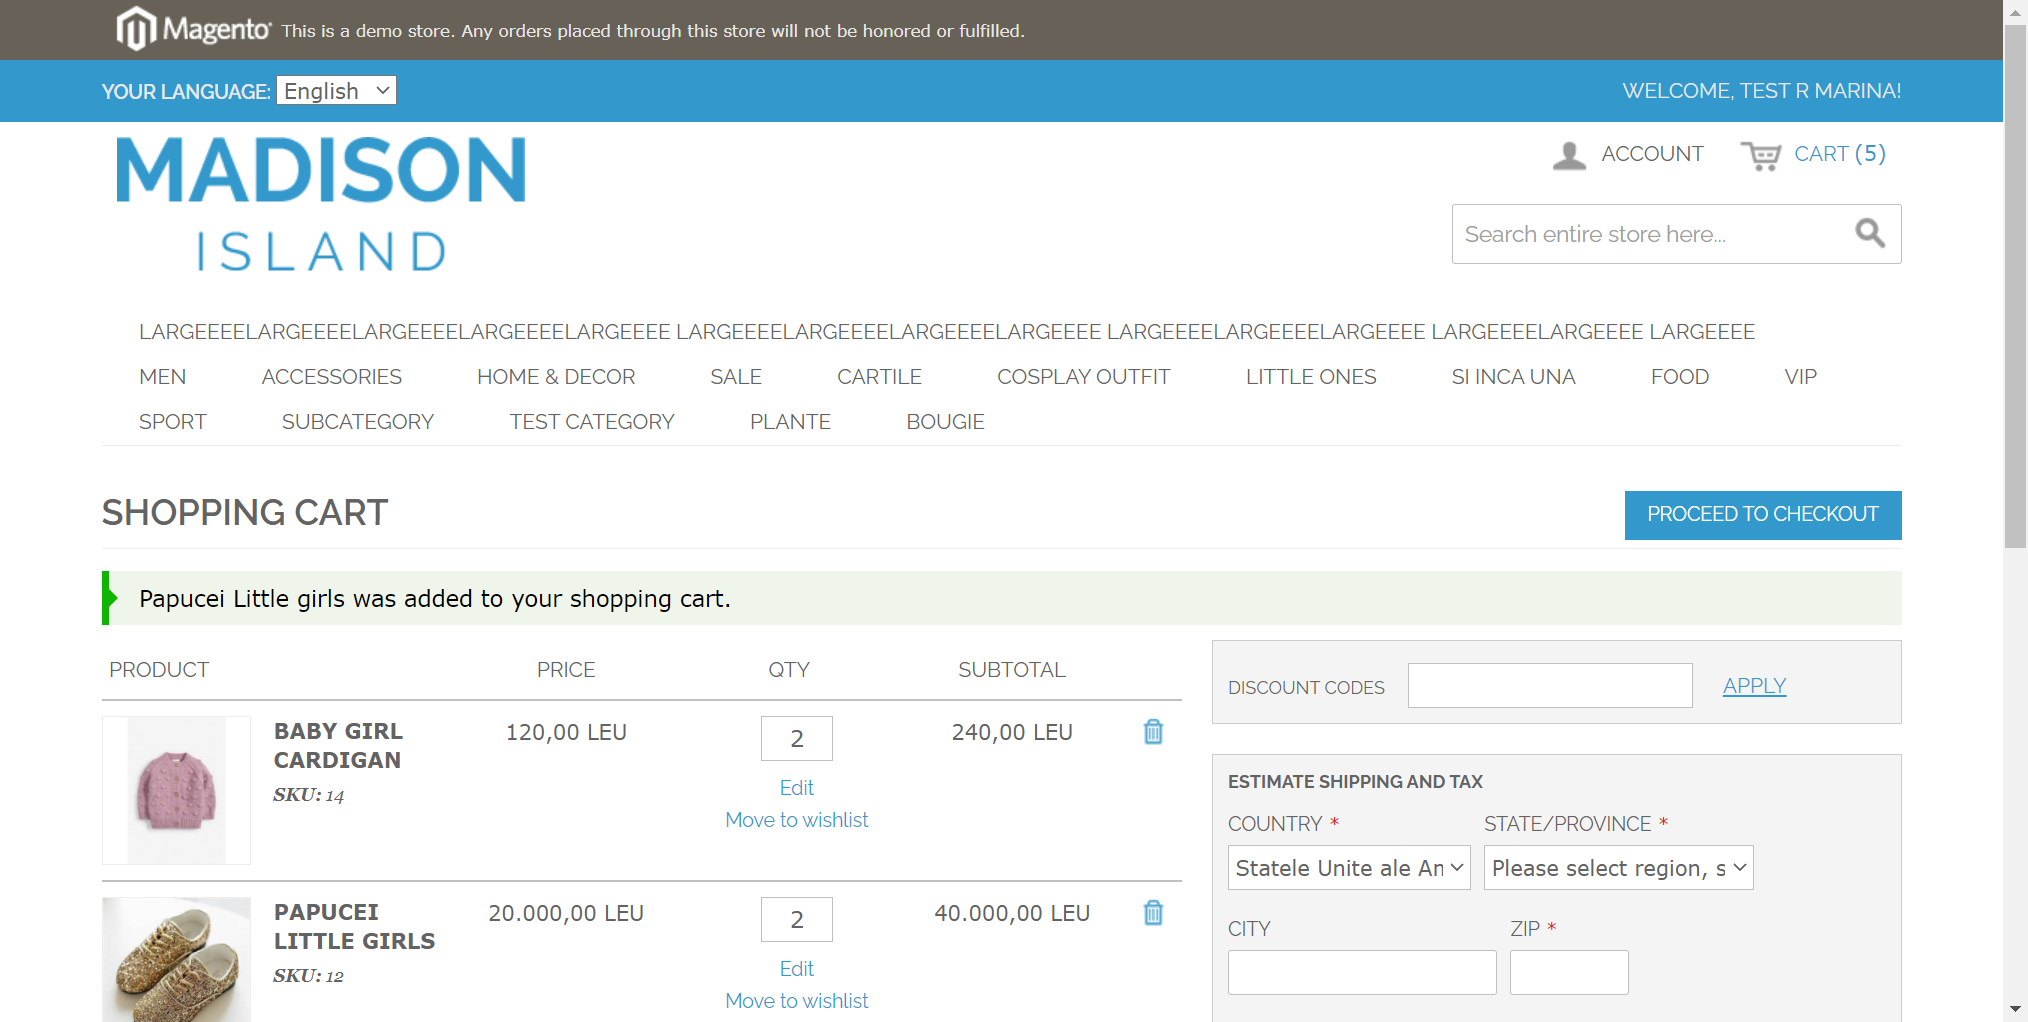 Magento This is a demo store. Any orders placed through this store will not be honored or fulfilled.
YOUR LANGUAGE: English WELCOME, TEST R MARINA!
MADISON
ISLAND
ACCOUNT CART (5)
Search entire store here...
LARGEEEELARGEEEELARGEEEELARGEEEELARGEEEE LARGEEEELARGEEEELARGEEEELARGEEEE LARGEEEELARGEEEELARGEEEE LARGEEEELARGEEEE LARGEEEE
MEN ACCESSORIES HOME & DECOR SALE CARTILE COSPLAY OUTFIT LITTLE ONES SI INCA UNA FOOD VIP
SPORT SUBCATEGORY TEST CATEGORY PLANTE BOUGIE
SHOPPING CART PROCEED TO CHECKOUT
Papucei Little girls was added to your shopping cart.
PRODUCT PRICE QTY SUBTOTAL
BABY GIRL
CARDIGAN
SKU: 14
120,00 LEU 2 240,00 LEU
Edit
Move to wishlist
PAPUCEI
LITTLE GIRLS
SKU: 12
20.000,00 LEU 2 40.000,00 LEU
Edit
Move to wishlist
DISCOUNT CODES APPLY
ESTIMATE SHIPPING AND TAX
COUNTRY * STATE/PROVINCE *
Statele Unite ale Am Please select region, s
CITY ZIP *